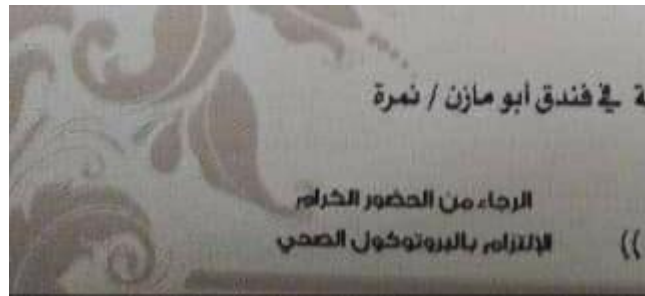 ة في فندق أبو مازن / نمرة
الرجاء من الحضور الكرام
الإلتزام بالبروتوكول الصحي ((